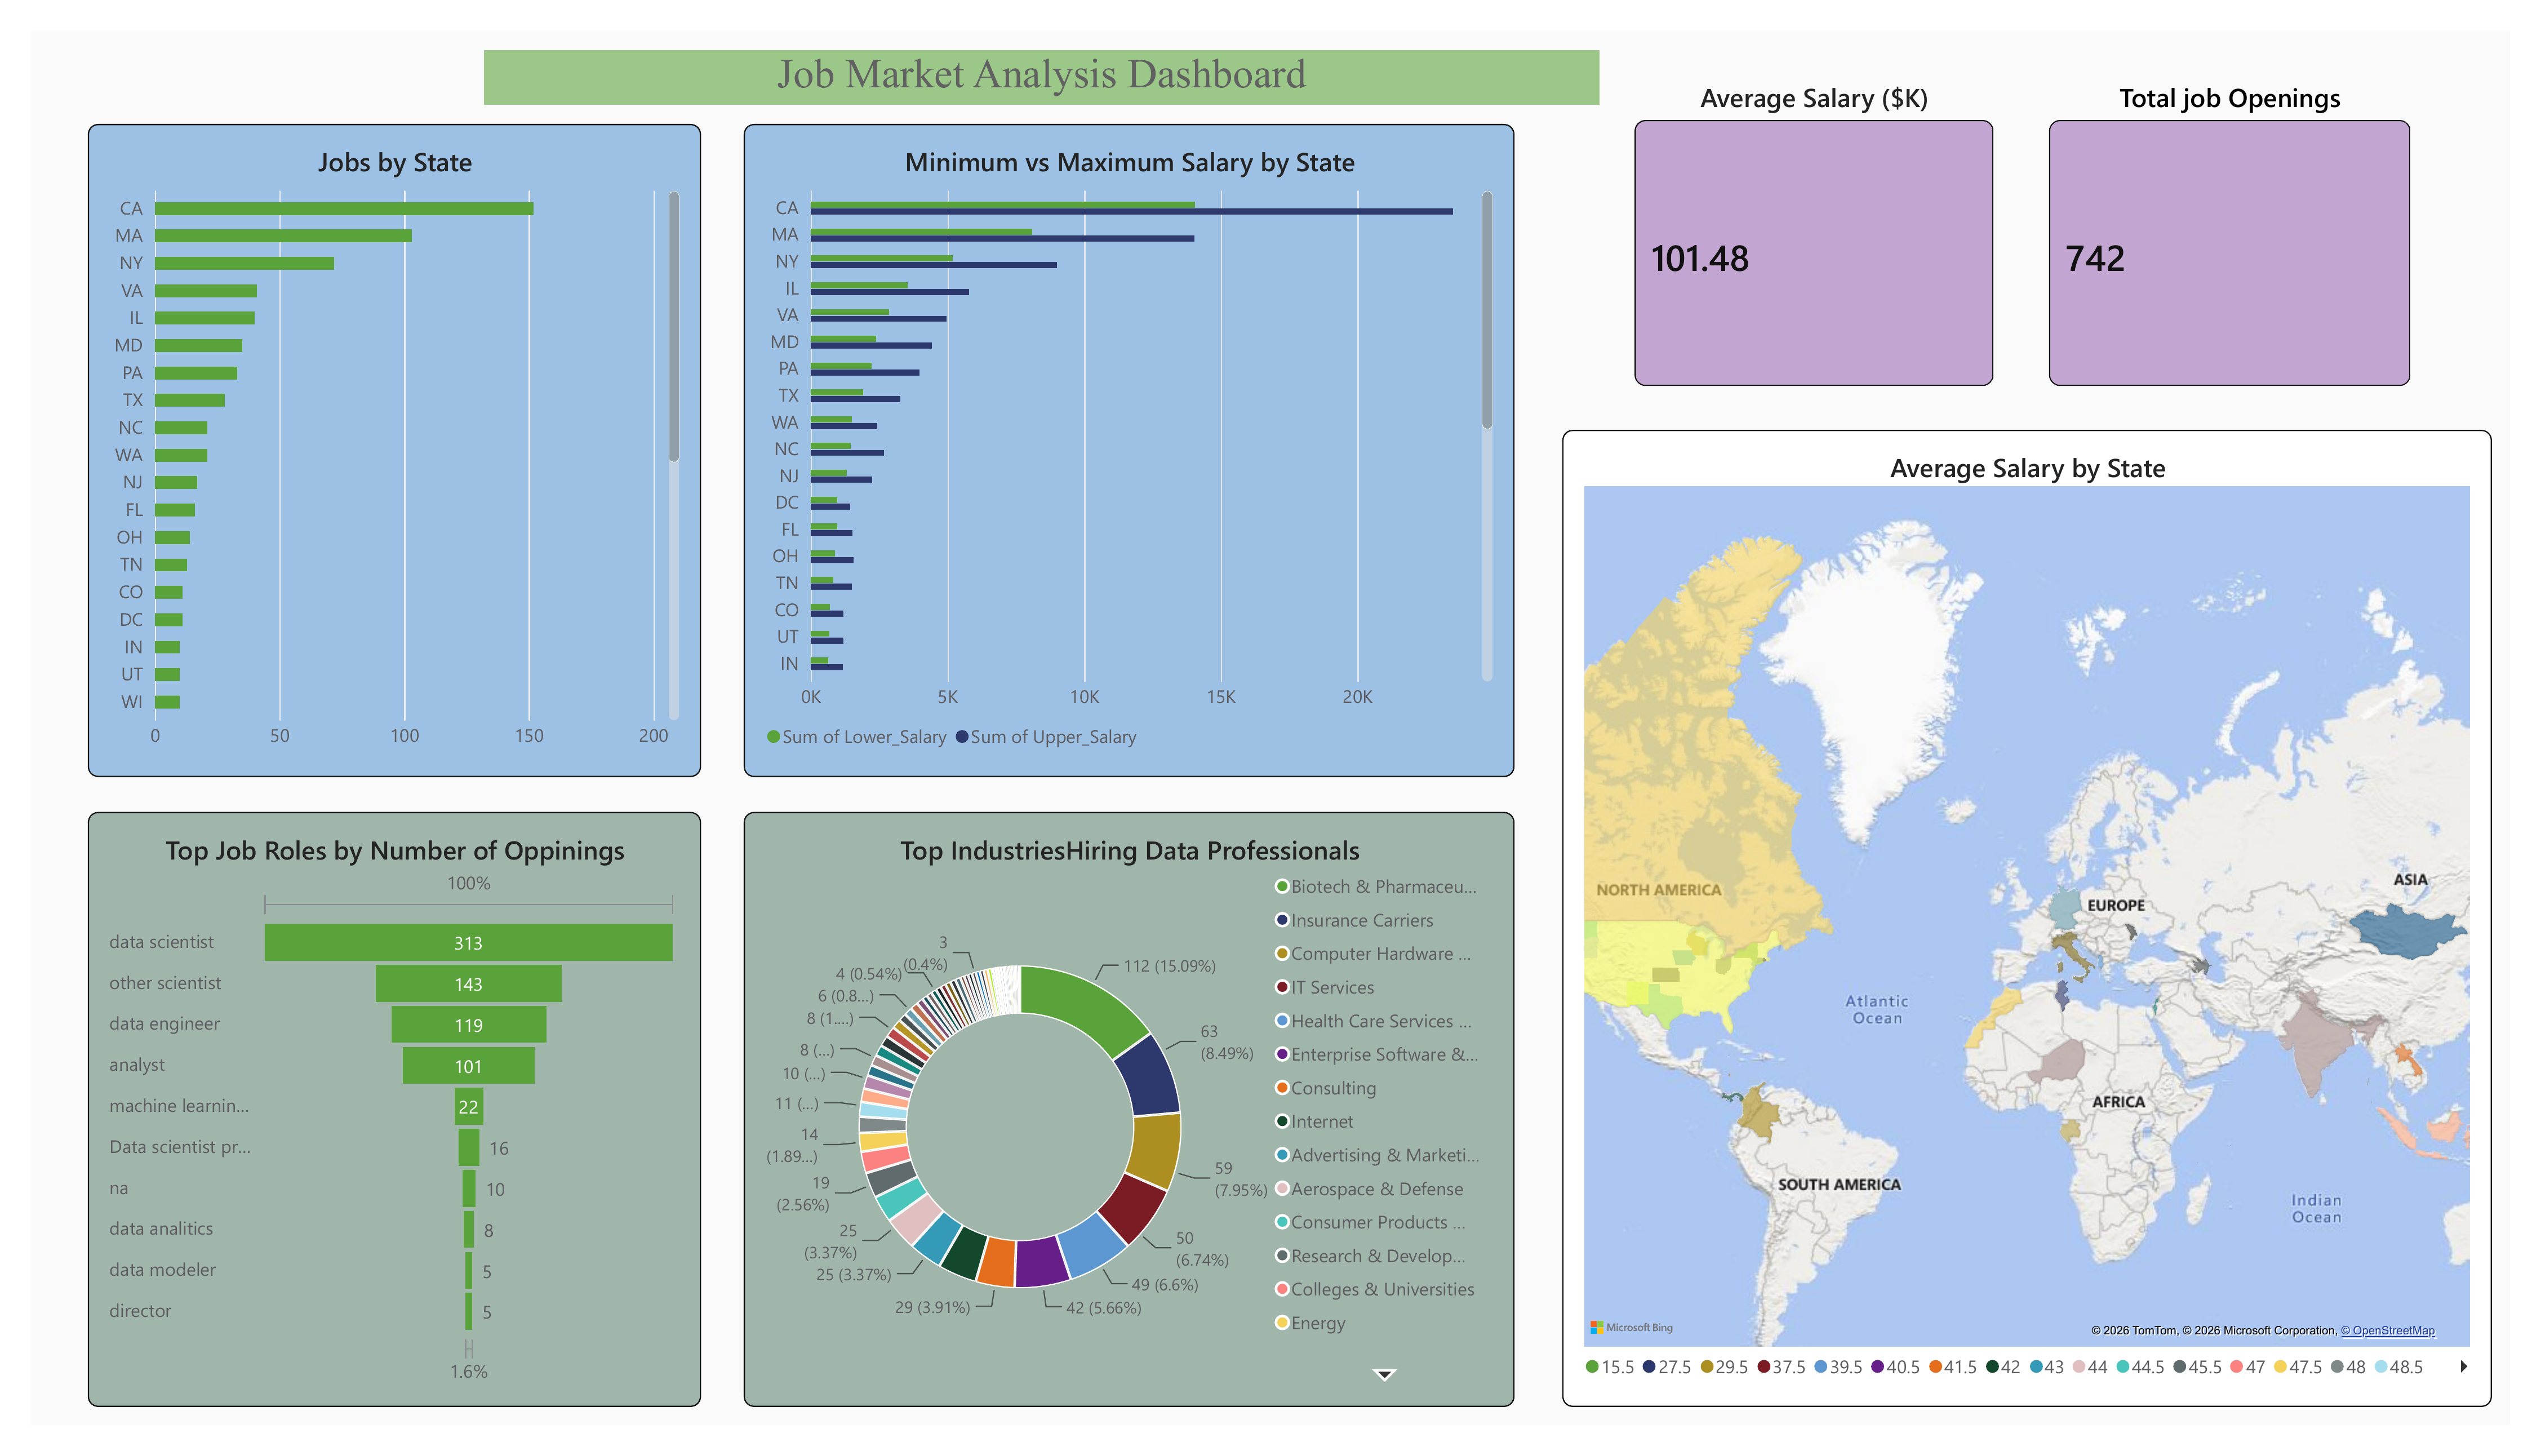 Job Market Analysis Dashboard
Average Salary ($K)
101.48
Total job Openings
742
Jobs by State
CA
MA
NY
VA
IL
MD
PA
TX
NC
WA
NJ
FL
OH
TN
CO
DC
IN
UT
WI
0 50 100 150 200
Minimum vs Maximum Salary by State
CA
MA
NY
IL
VA
MD
PA
TX
WA
NC
NJ
DC
FL
OH
TN
CO
UT
IN
0K 5K 10K 15K 20K
Sum of Lower_Salary Sum of Upper_Salary
Top Job Roles by Number of Oppinings
100%
data scientist 313
other scientist 143
data engineer 119
analyst 101
machine learnin... 22
Data scientist pr... 16
na 10
data analitics 8
data modeler 5
director 5
1.6%
Top IndustriesHiring Data Professionals
112 (15.09%)
63
(8.49%)
59
(7.95%)
50
(6.74%)
49 (6.6%)
42 (5.66%)
29 (3.91%)
25 (3.37%)
25
(3.37%)
19
(2.56%)
14
(1.89...)
11 (...)
10 (...)
8 (...)
8 (1....)
6 (0.8...)
4 (0.54%)
3
(0.4%)
Biotech & Pharmaceu...
Insurance Carriers
Computer Hardware ...
IT Services
Health Care Services ...
Enterprise Software &...
Consulting
Internet
Advertising & Marketi...
Aerospace & Defense
Consumer Products ...
Research & Develop...
Colleges & Universities
Energy
Average Salary by State
NORTH AMERICA
EUROPE
ASIA
Atlantic
Ocean
AFRICA
SOUTH AMERICA
Indian
Ocean
Microsoft Bing
© 2026 TomTom, © 2026 Microsoft Corporation, © OpenStreetMap
15.5 27.5 29.5 37.5 39.5 40.5 41.5 42 43 44 44.5 45.5 47 47.5 48 48.5